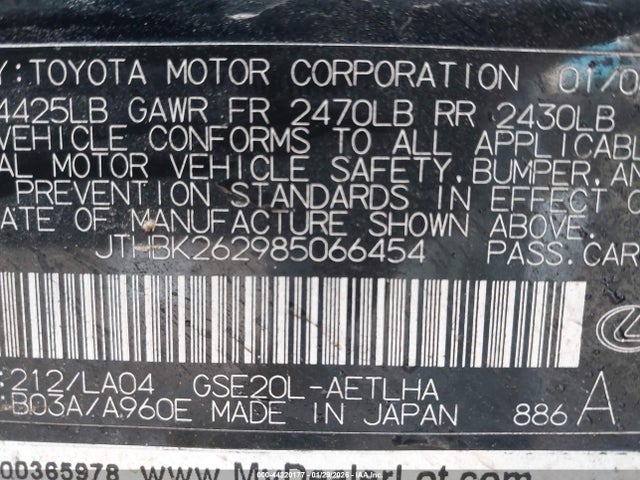 Y:TOYOTA MOTOR CORPORATION 01/0
4425LB GAWR FR 2470LB RR 2430LB
VEHICLE CONFORMS TO ALL APPLICABL
AL MOTOR VEHICLE SAFETY, BUMPER, AN
PREVENTION STANDARDS IN EFFECT O
ATE OF MANUFACTURE SHOWN ABOVE.
JTHBK262985066454 PASS.CAR
:212/LA04 GSE20L-AETLHA
:B03A/A960E MADE IN JAPAN 886 A
00365978
000-44220177 - 01/29/2026 - IAAI